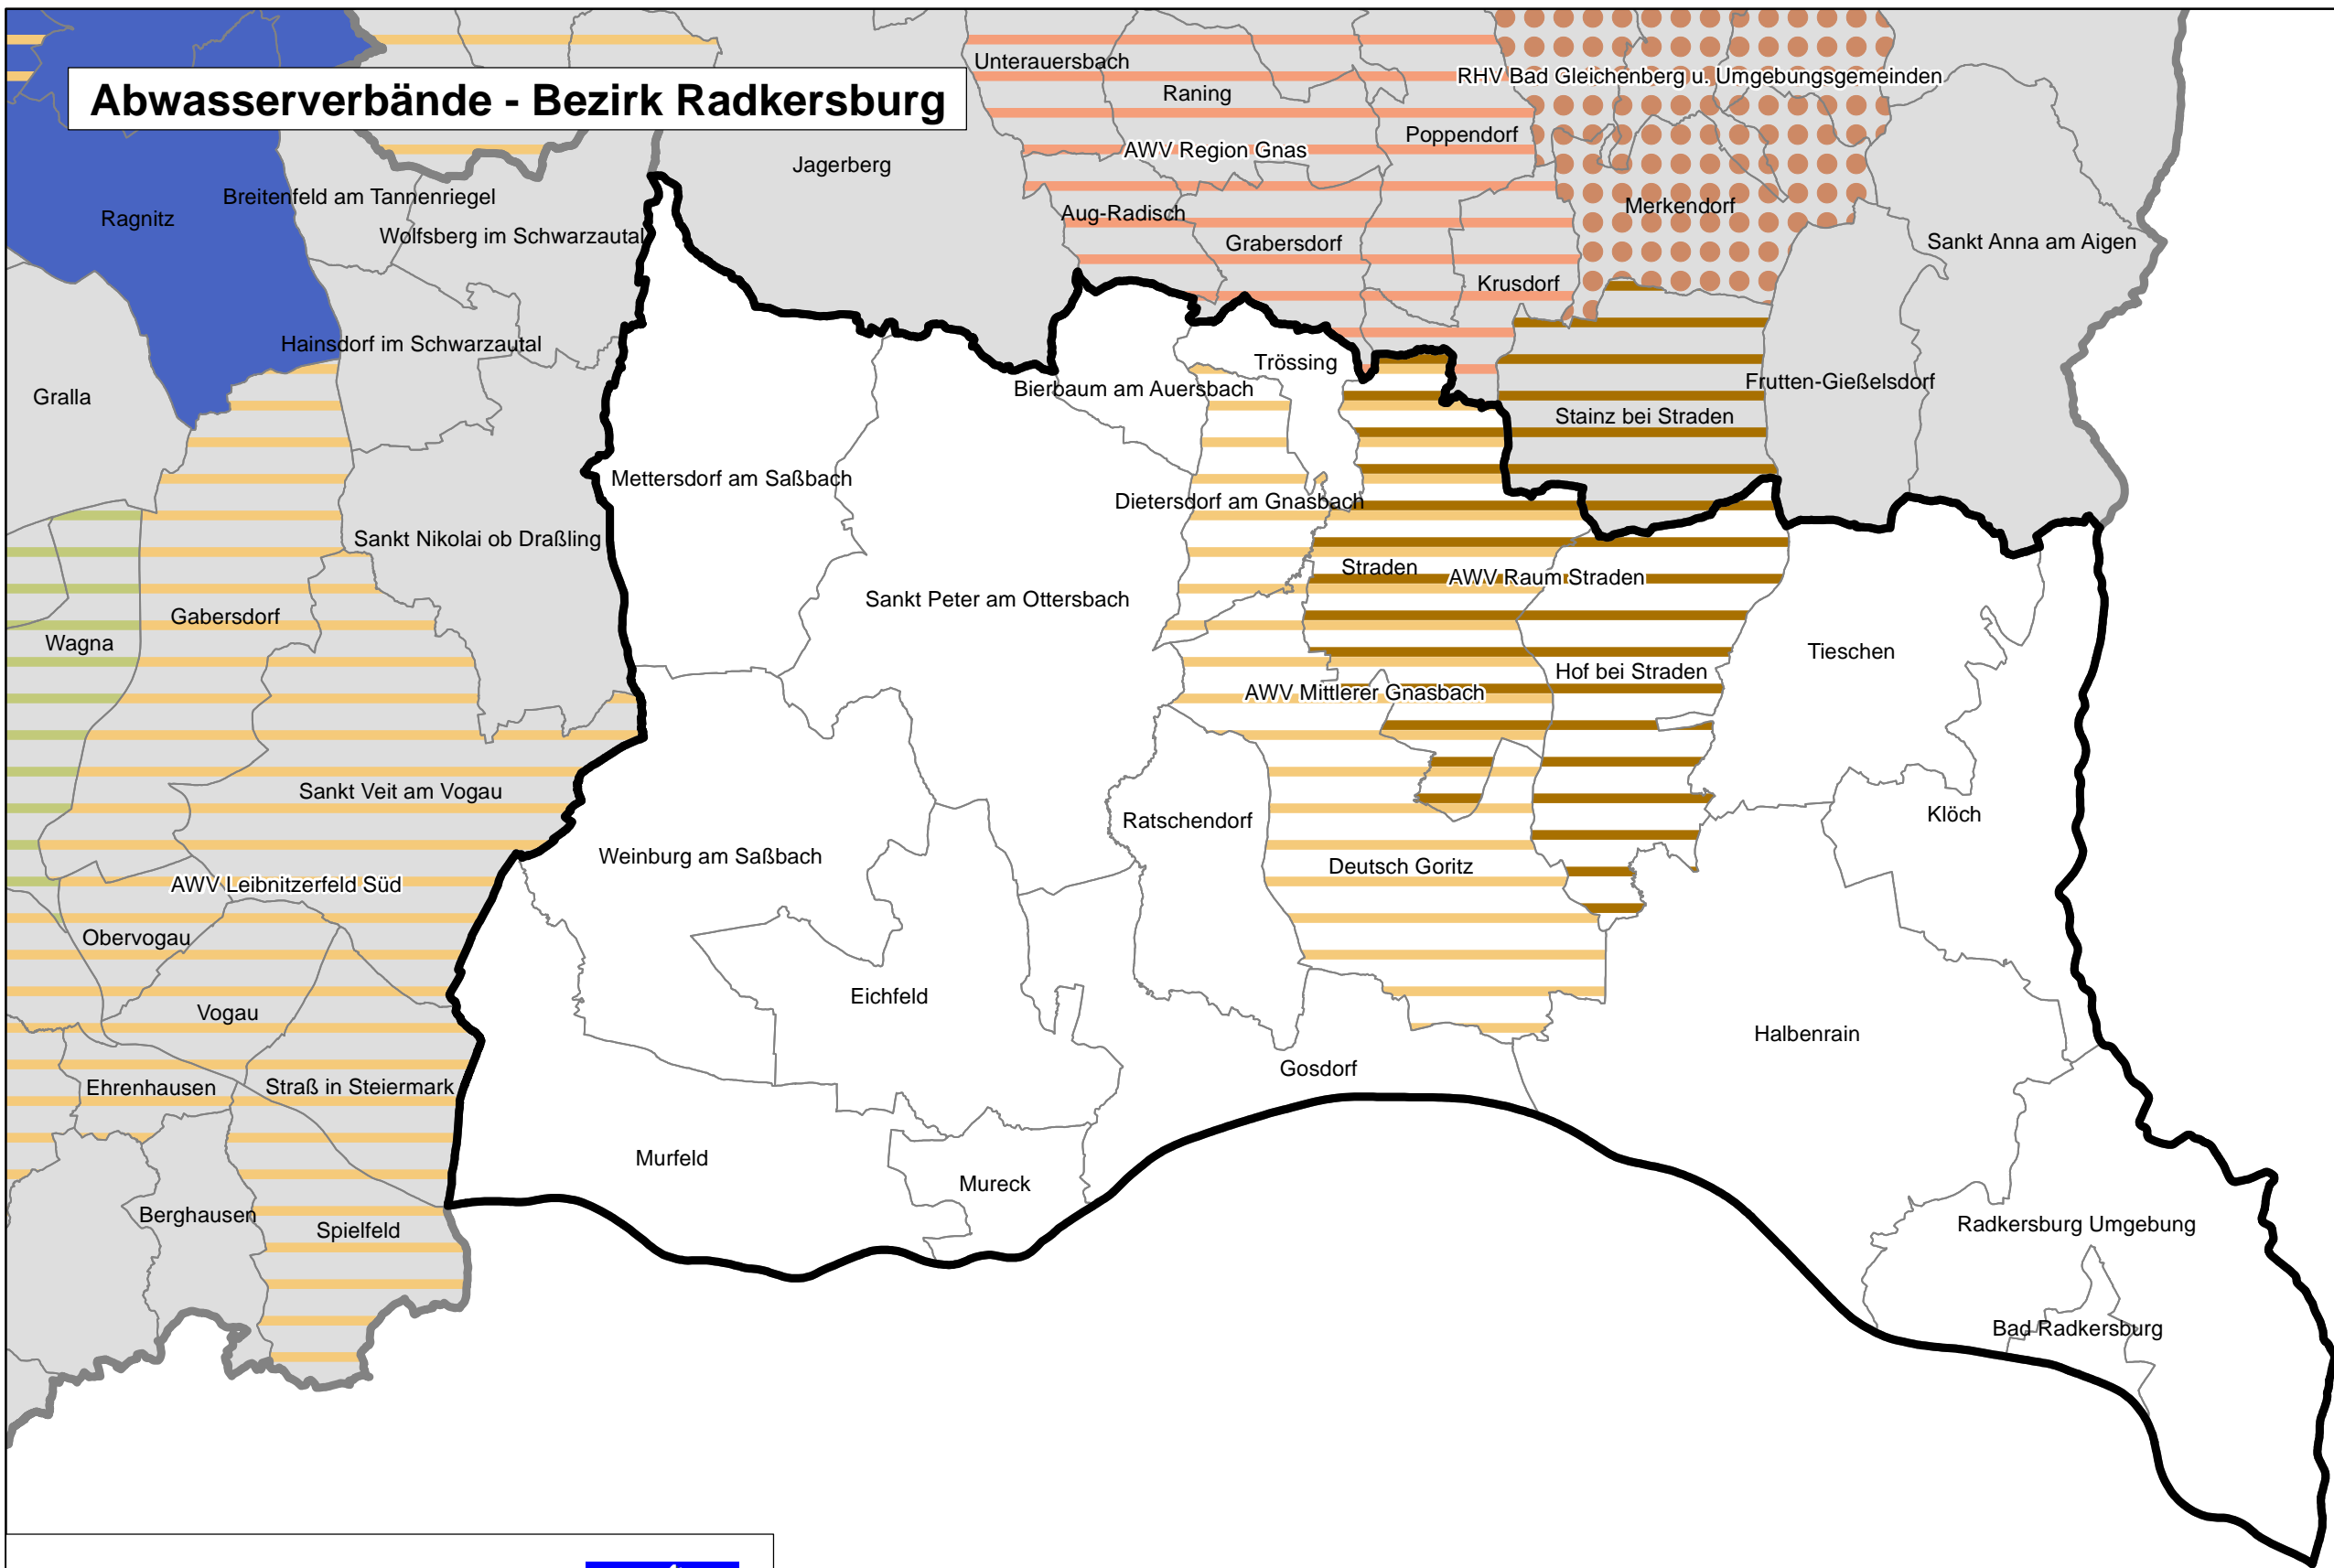 Abwasserverbände - Bezirk Radkersburg
Unterauersbach
RHV Bad Gleichenberg u. Umgebungsgemeinden
Raning
Poppendorf
AWV Region Gnas
Jagerberg
Breitenfeld am Tannenriegel
Ragnitz
Aug-Radisch
Merkendorf
Wolfsberg im Schwarzautal
Grabersdorf
Sankt Anna am Aigen
Krusdorf
Hainsdorf im Schwarzautal
Trössing
Gralla
Bierbaum am Auersbach
Frutten-Gießelsdorf
Stainz bei Straden
Mettersdorf am Saßbach
Dietersdorf am Gnasbach
Sankt Nikolai ob Draßling
Straden
AWV Raum Straden
Sankt Peter am Ottersbach
Gabersdorf
Wagna
Tieschen
Hof bei Straden
AWV Mittlerer Gnasbach
Sankt Veit am Vogau
Klöch
Ratschendorf
Weinburg am Saßbach
Deutsch Goritz
AWV Leibnitzerfeld Süd
Obervogau
Eichfeld
Vogau
Halbenrain
Gosdorf
Ehrenhausen
Straß in Steiermark
Murfeld
Mureck
Berghausen
Spielfeld
Radkersburg Umgebung
Bad Radkersburg